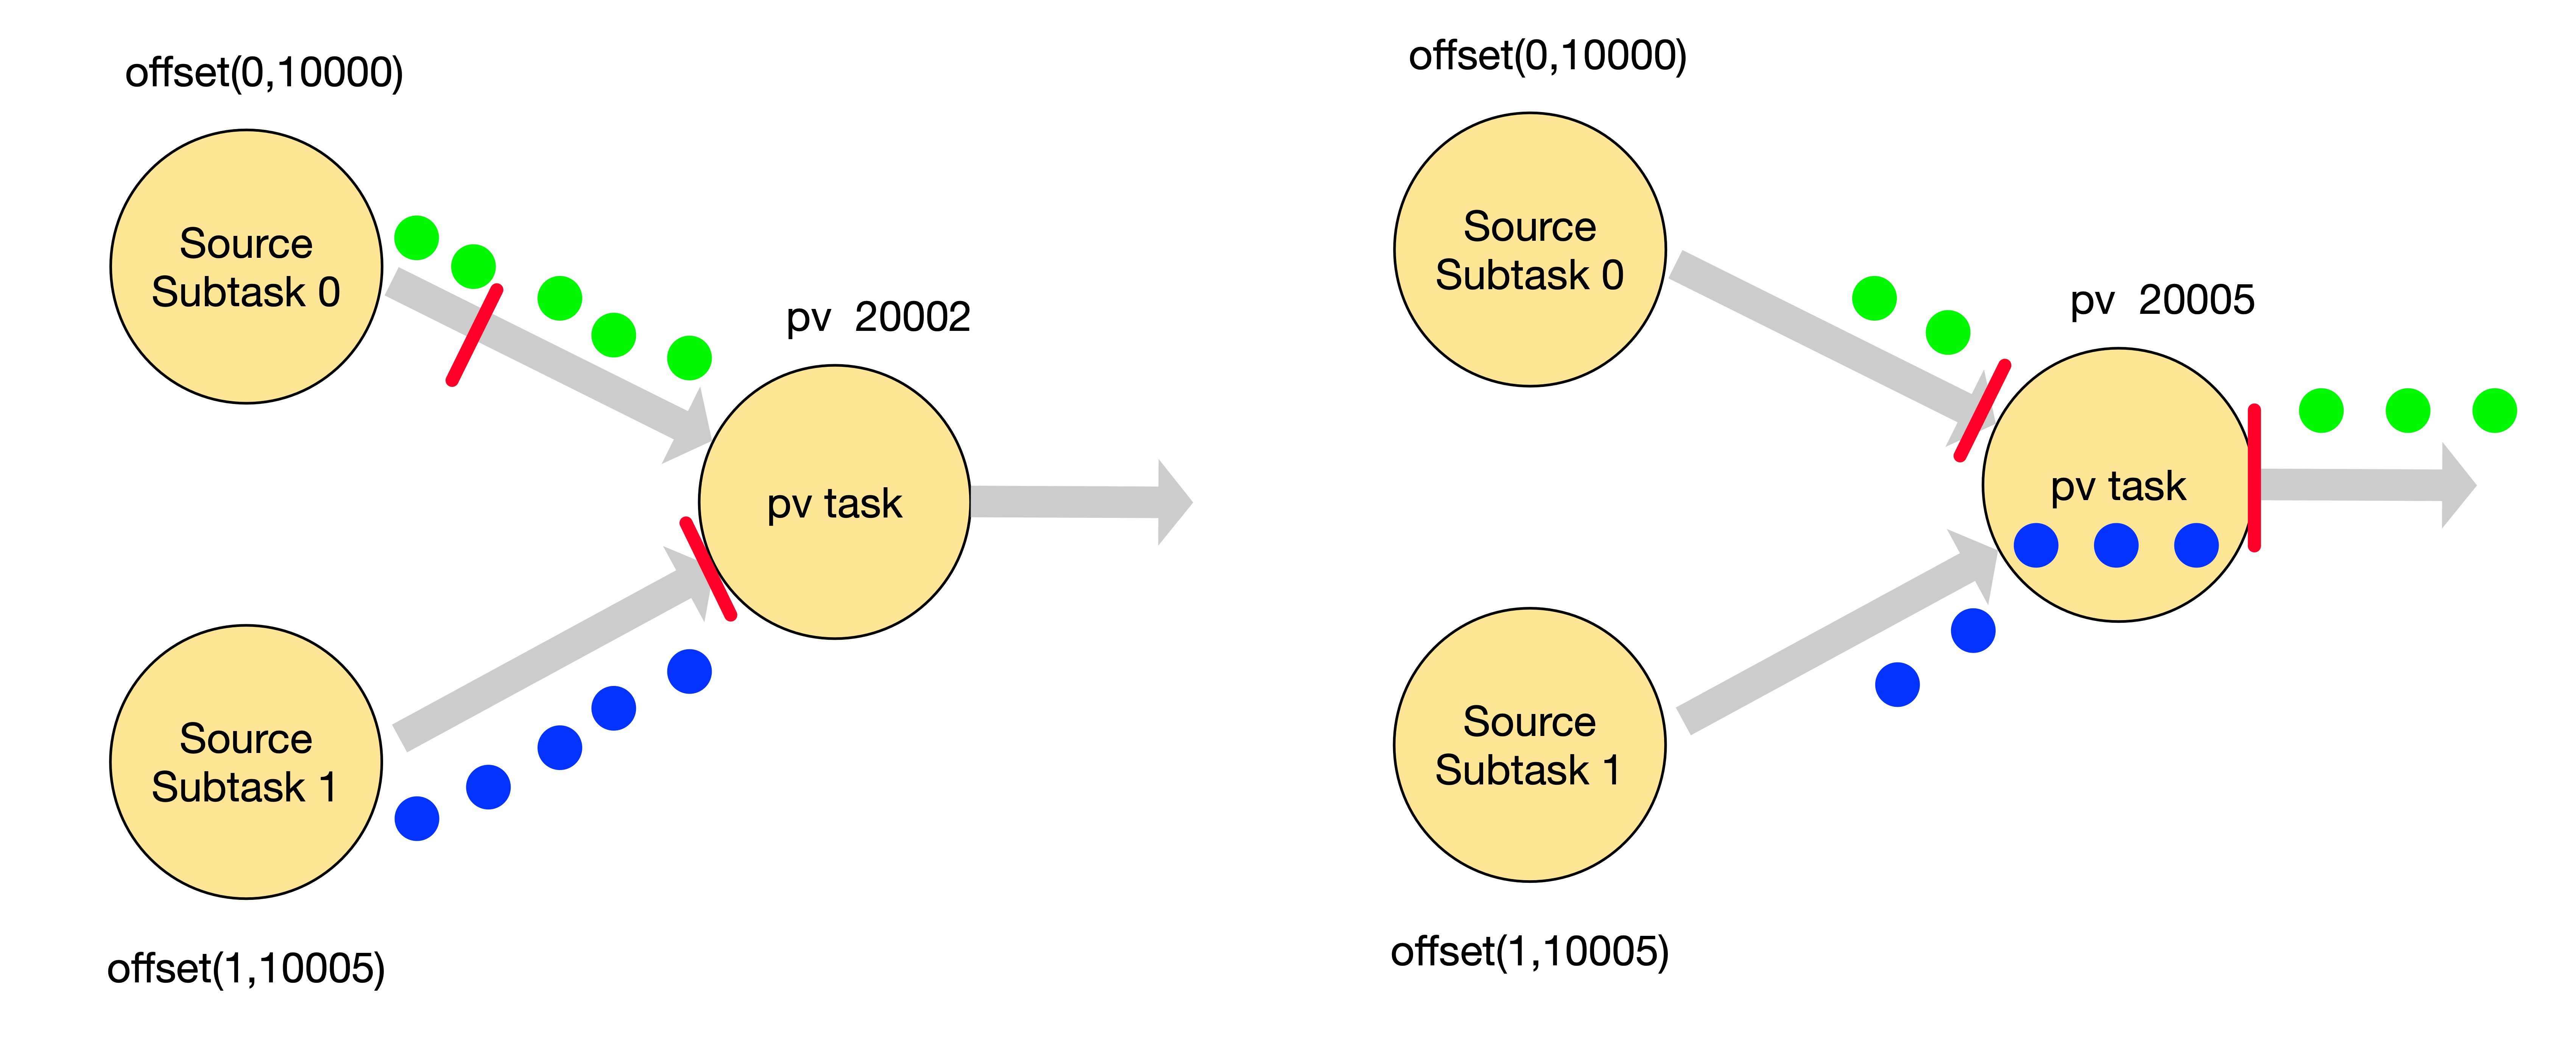 offset(0,10000)
Source
Subtask 0
pv 20002
pv task
Source
Subtask 1
offset(1,10005)
offset(0,10000)
Source
Subtask 0
pv 20005
pv task
Source
Subtask 1
offset(1,10005)